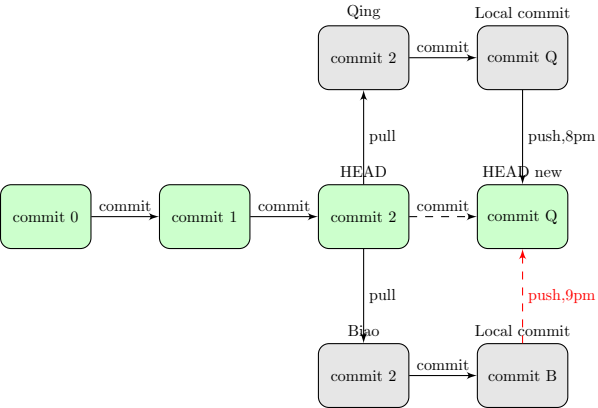 Qing
Local commit
commit 2
commit
commit Q
pull
push,8pm
HEAD
HEAD new
commit 0
commit
commit 1
commit
commit 2
commit
commit Q
pull
push,9pm
Biao
Local commit
commit 2
commit
commit B